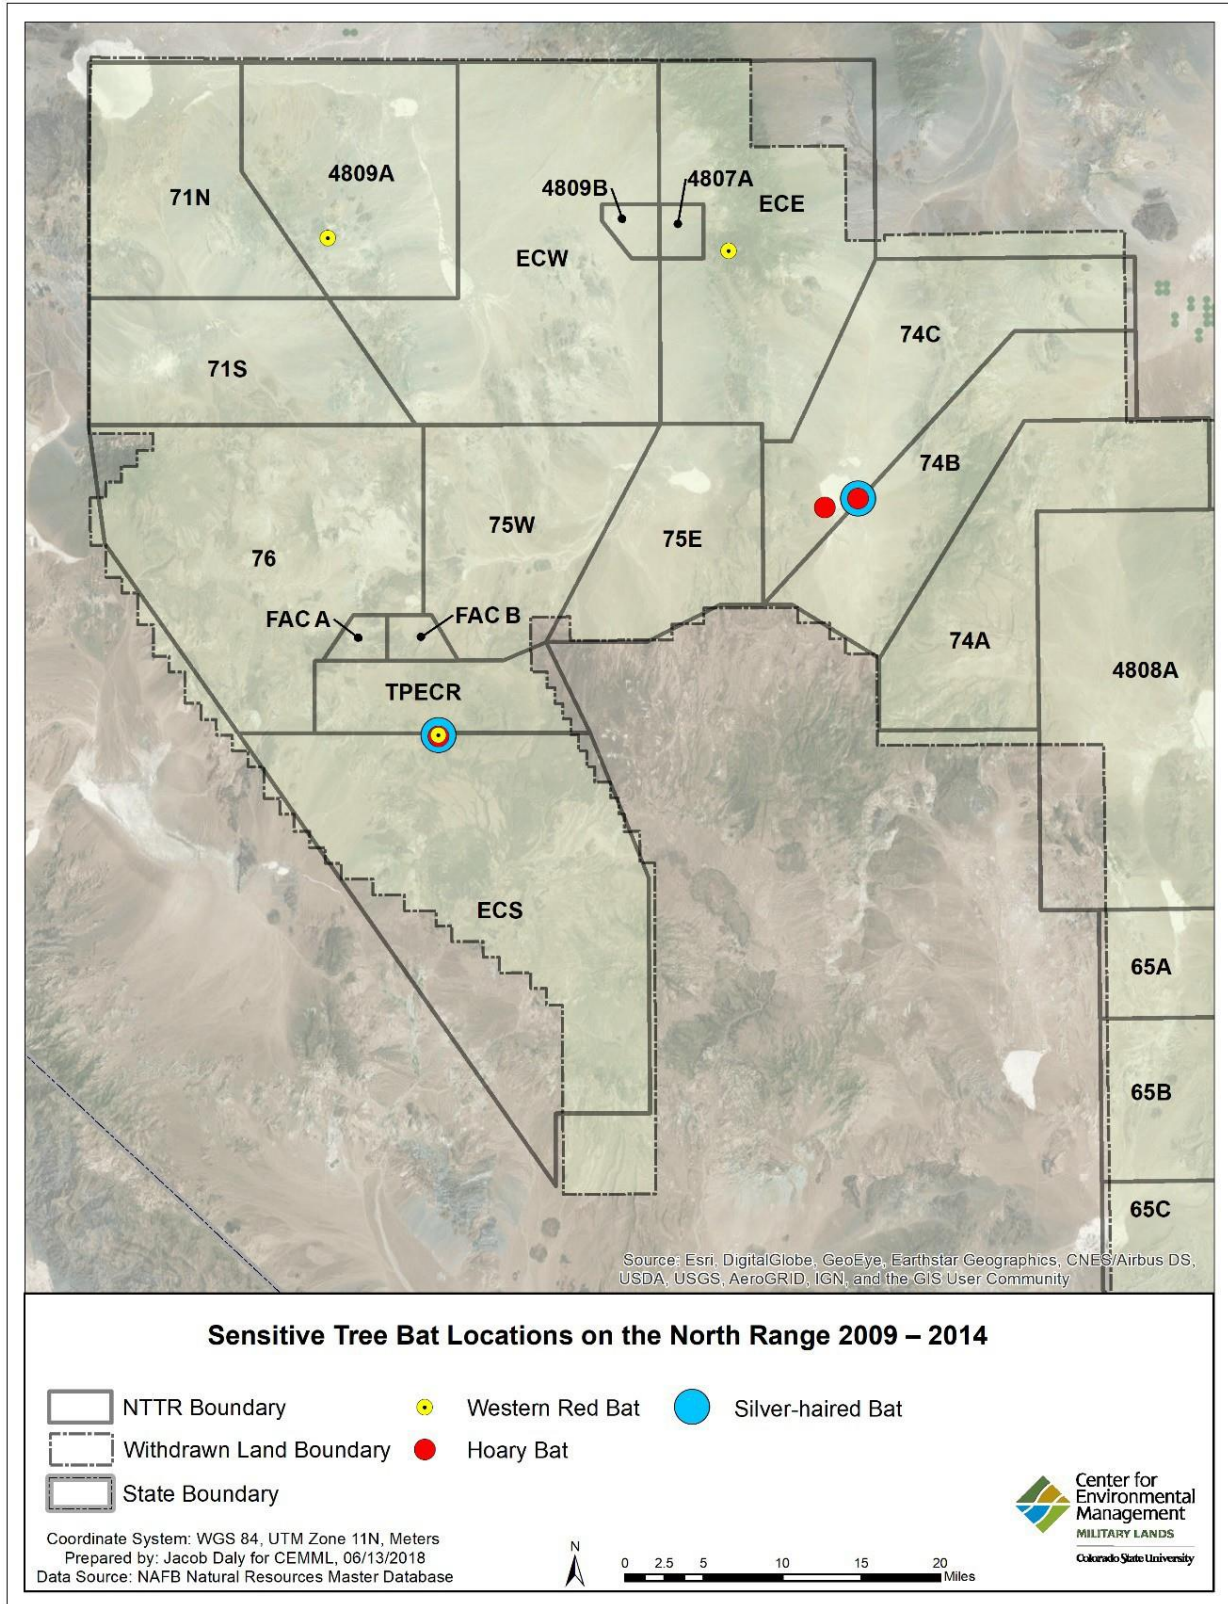 4809A
71N
4809B
4807A
ECE
ECW
74C
71S
74B
75W
75E
76
FAC A
FAC B
74A
4808A
TPECR
ECS
65A
65B
65C
Source: Esri, DigitalGlobe, GeoEye, Earthstar Geographics, CNES/Airbus DS,
USDA, USGS, AeroGRID, IGN, and the GIS User Community
Sensitive Tree Bat Locations on the North Range 2009 – 2014
NTTR Boundary
Western Red Bat
Silver-haired Bat
Withdrawn Land Boundary
Hoary Bat
State Boundary
Center for
Environmental
Management
MILITARY LANDS
Colorado State University
Coordinate System: WGS 84, UTM Zone 11N, Meters
Prepared by: Jacob Daly for CEMML, 06/13/2018
Data Source: NAFB Natural Resources Master Database
N
0 2.5 5 10 15 20
Miles